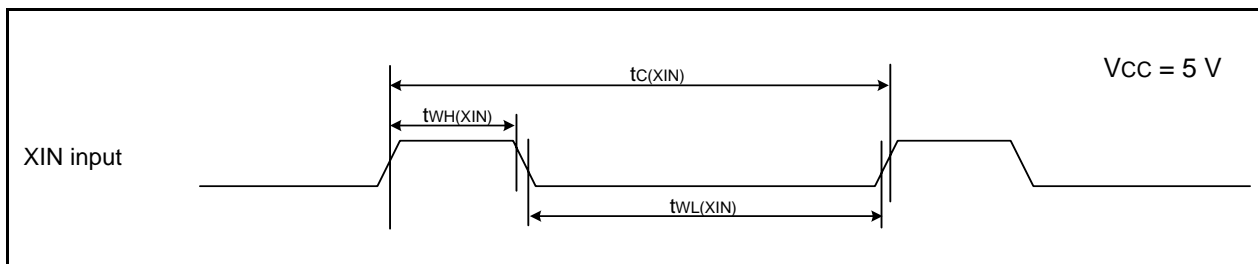 VCC = 5 V
tC(XIN)
tWH(XIN)
XIN input
tWL(XIN)